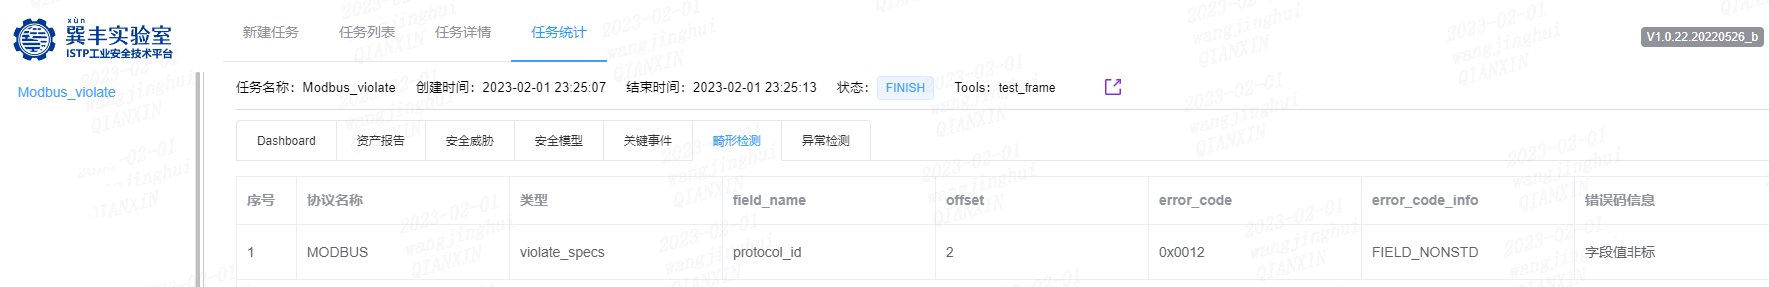 xùn
巽丰实验室
ISTP工业安全技术平台
新建任务 任务列表 任务详情 任务统计
V1.0.22.20220526_b
Modbus_violate
任务名称：Modbus_violate 创建时间：2023-02-01 23:25:07 结束时间：2023-02-01 23:25:13 状态： FINISH Tools：test_frame
Dashboard 资产报告 安全威胁 安全模型 关键事件 畸形检测 异常检测
序号 协议名称 类型 field_name offset error_code error_code_info 错误码信息
1 MODBUS violate_specs protocol_id 2 0x0012 FIELD_NONSTD 字段值非标
2023-02-01
wangjinghui
QIANXIN